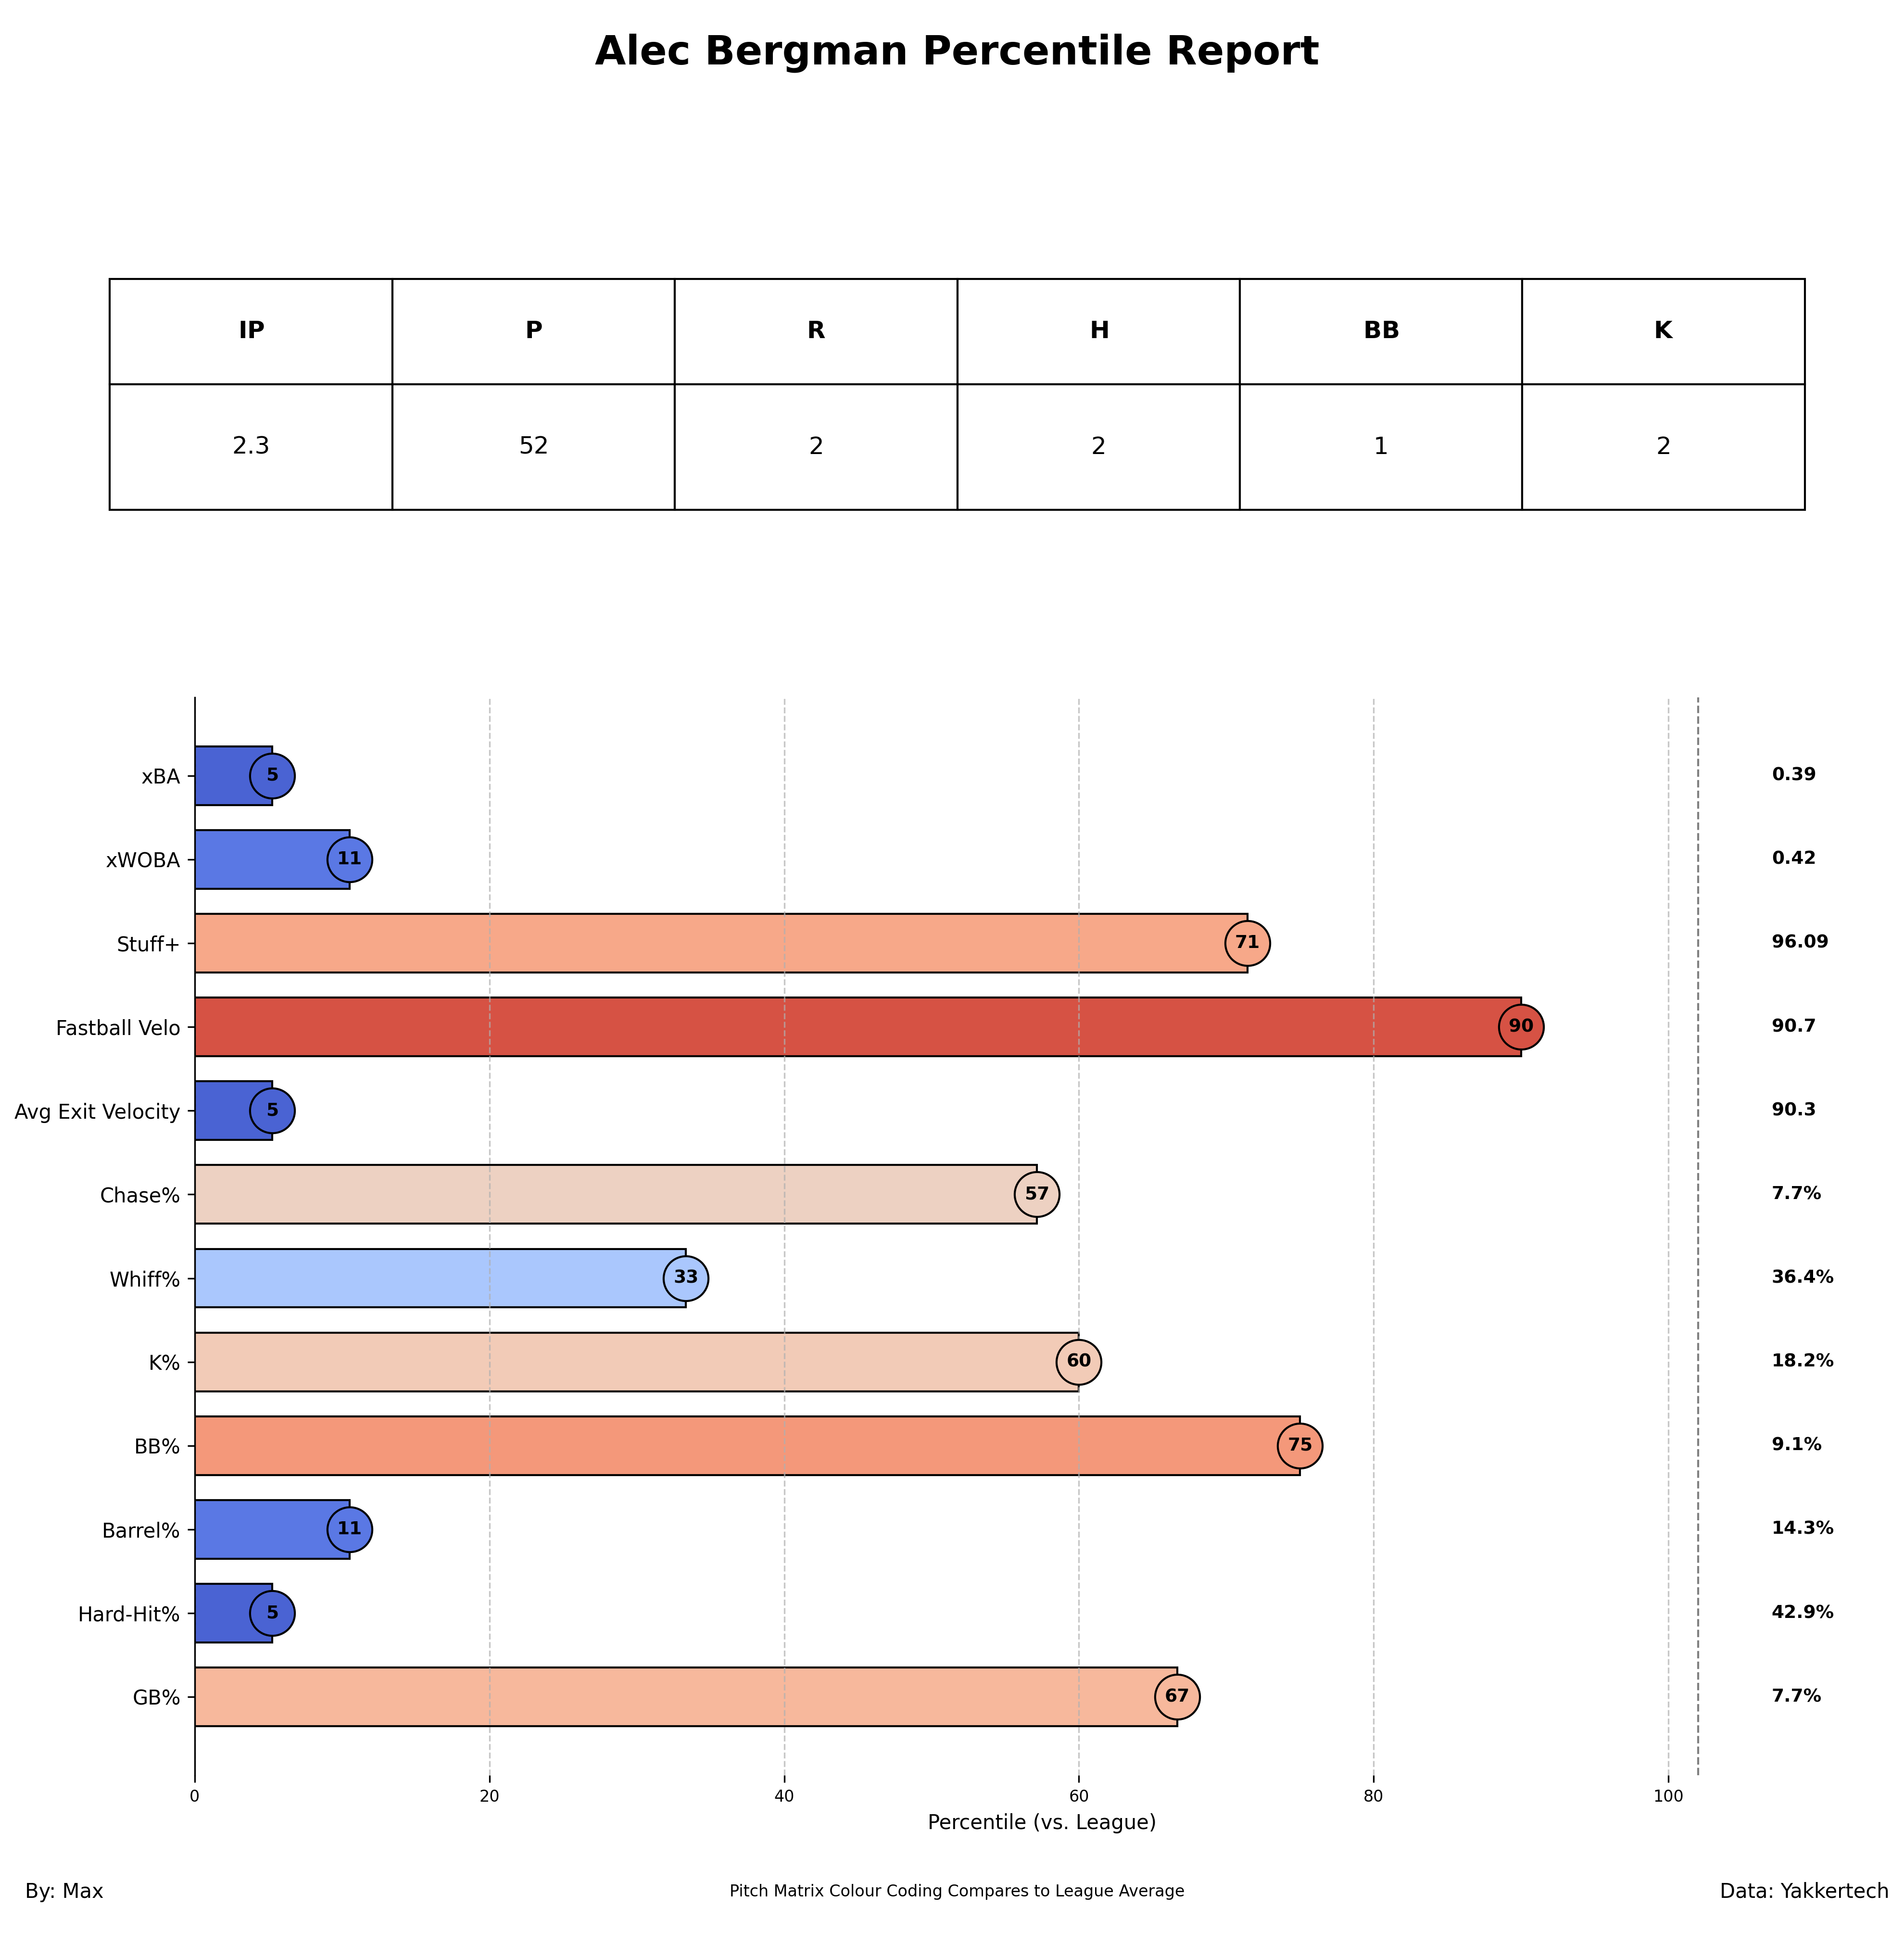 Alec Bergman Percentile Report
IP P R H BB K
2.3 52 2 2 1 2
xBA 5 0.39
xWOBA 11 0.42
Stuff+ 71 96.09
Fastball Velo 90 90.7
Avg Exit Velocity 5 90.3
Chase% 57 7.7%
Whiff% 33 36.4%
K% 60 18.2%
BB% 75 9.1%
Barrel% 11 14.3%
Hard-Hit% 5 42.9%
GB% 67 7.7%
0 20 40 60 80 100
Percentile (vs. League)
By: Max Pitch Matrix Colour Coding Compares to League Average Data: Yakkertech